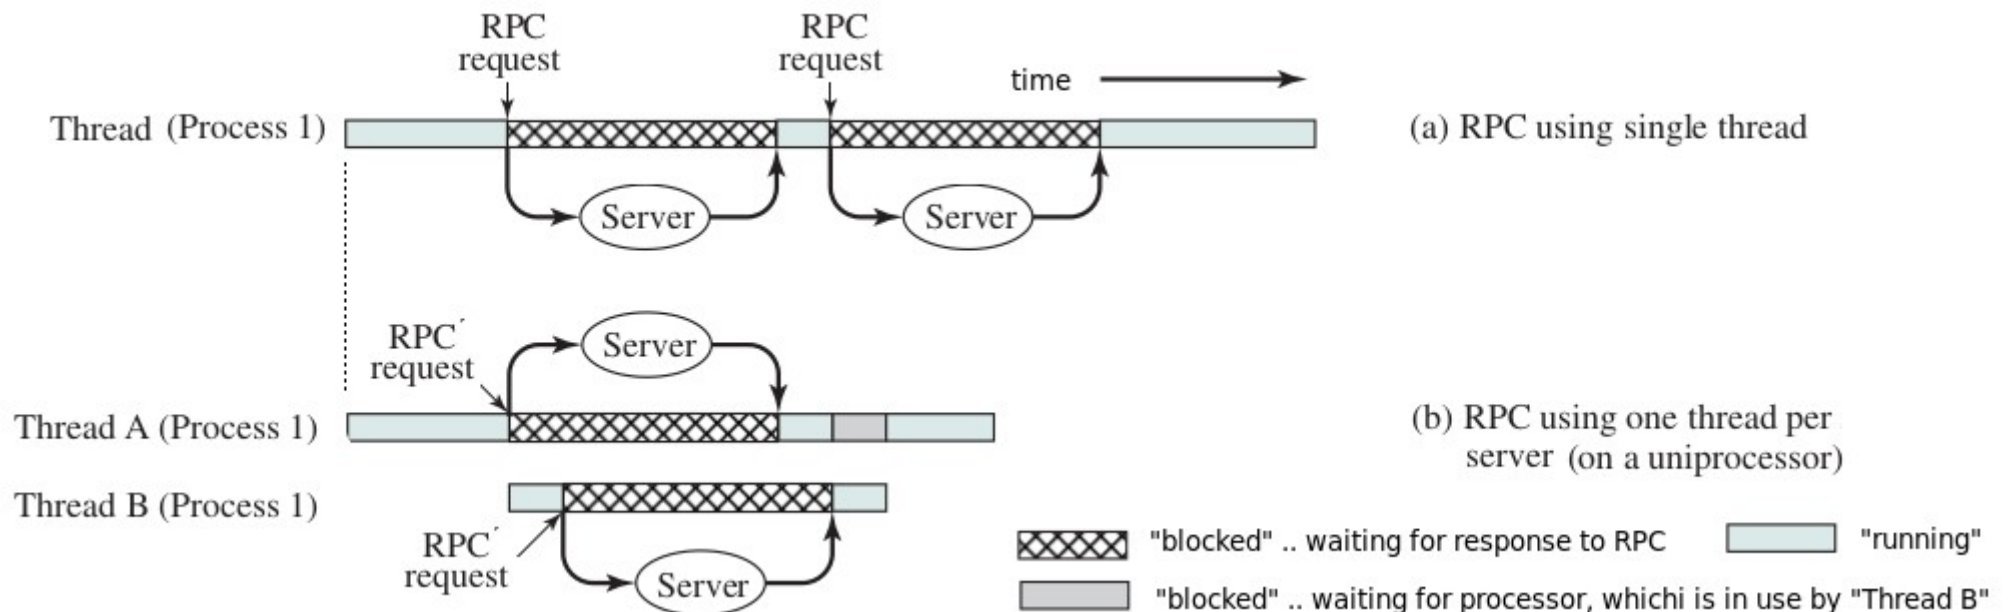 RPC
request
RPC
request
time
Thread (Process 1)
(a) RPC using single thread
Server
Server
RPC
request
Server
Thread A (Process 1)
(b) RPC using one thread per
server (on a uniprocessor)
Thread B (Process 1)
RPC
request
Server
"blocked" .. waiting for response to RPC
"running"
"blocked" .. waiting for processor, whichi is in use by "Thread B"